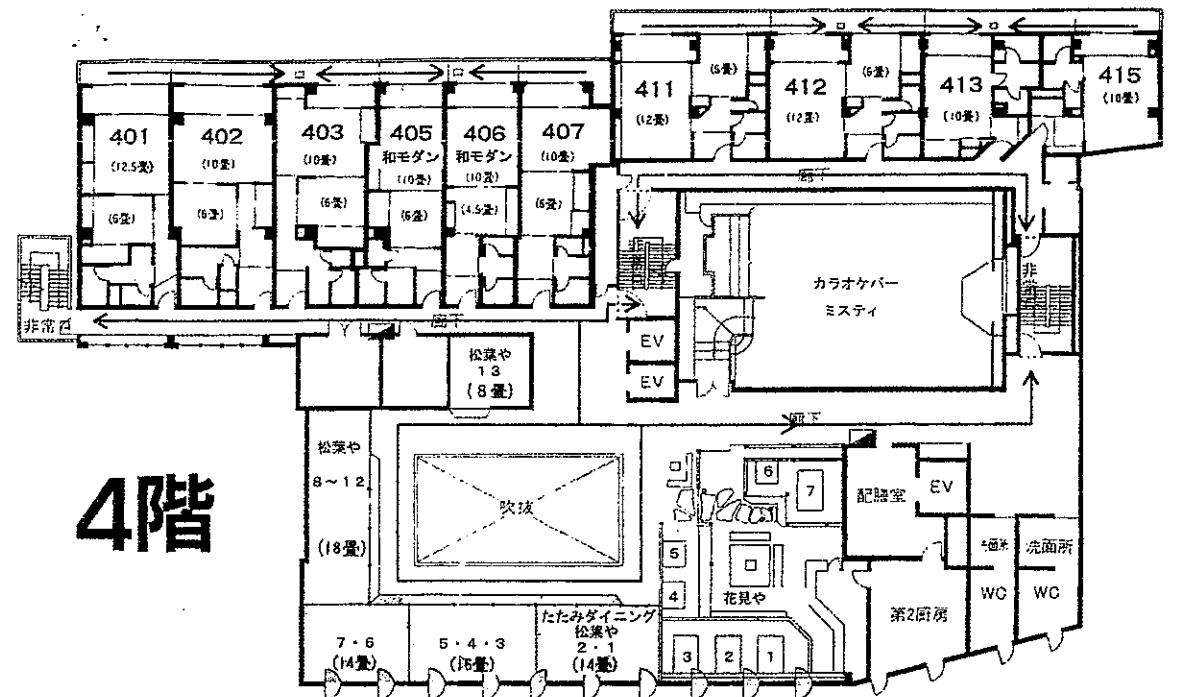 411
(12畳)
(6畳)
412
(12畳)
(6畳)
413
(10畳)
415
(10畳)
401
(12.5畳)
(6畳)
402
(10畳)
(6畳)
403
(10畳)
(6畳)
405
和モダン
(10畳)
(6畳)
406
和モダン
(10畳)
(4.5畳)
407
(10畳)
(6畳)
廊下
非常
カラオケバー
ミスティ
非常口
廊下
EV
EV
松葉や
13
(8畳)
廊下
4階
松葉や
8~12
(18畳)
吹抜
6
7
配膳室
EV
洗面所
洗面所
5
4
花見や
WC
WC
第2厨房
7・6
(14畳)
5・4・3
(16畳)
たたみダイニング
松葉や
2・1
(14畳)
3
2
1